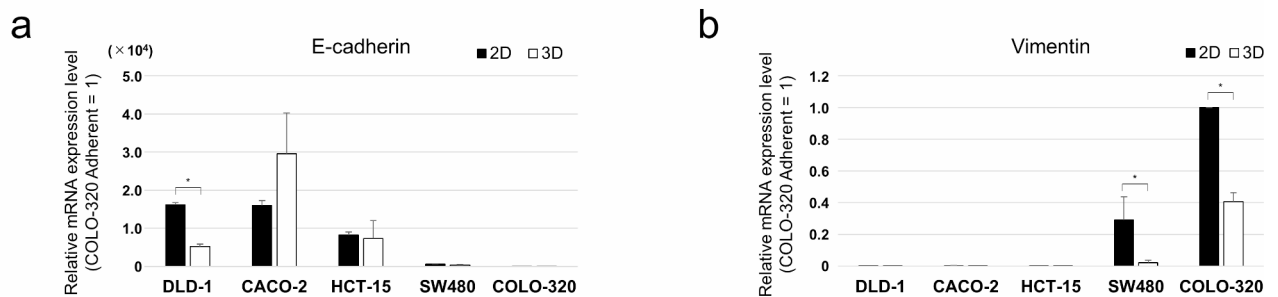 a
Relative mRNA expression level
(COLO-320 Adherent = 1)
(×10⁴)
E-cadherin
2D 3D
5.0
4.0
3.0
2.0
1.0
0
*
DLD-1 CACO-2 HCT-15 SW480 COLO-320
b
Relative mRNA expression level
(COLO-320 Adherent = 1)
Vimentin
2D 3D
1.2
1.0
0.8
0.6
0.4
0.2
0
*
*
DLD-1 CACO-2 HCT-15 SW480 COLO-320